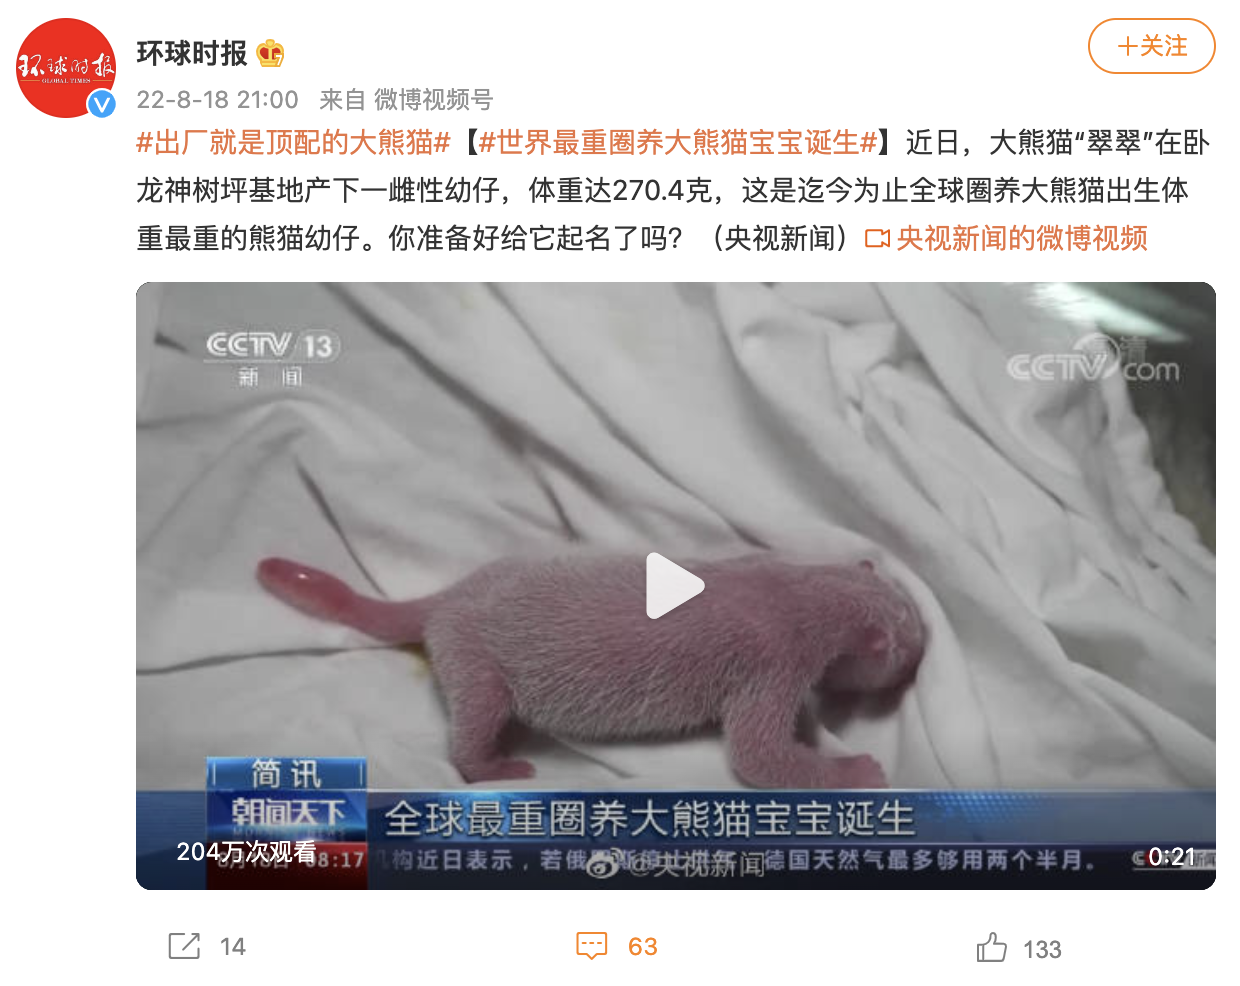 环球时报
GLOBAL TIMES
环球时报
+关注
22-8-18 21:00 来自 微博视频号
#出厂就是顶配的大熊猫#【#世界最重圈养大熊猫宝宝诞生#】近日，大熊猫“翠翠”在卧
龙神树坪基地产下一雌性幼仔，体重达270.4克，这是迄今为止全球圈养大熊猫出生体
重最重的熊猫幼仔。你准备好给它起名了吗？（央视新闻）央视新闻的微博视频
CCTV 13
新闻
CCTV com
简讯
朝闻天下
全球最重圈养大熊猫宝宝诞生
204万次观看
08:17
构近日表示，若俄
德国天然气最多够用两个半月。
@央视新闻
0:21
14
63
133